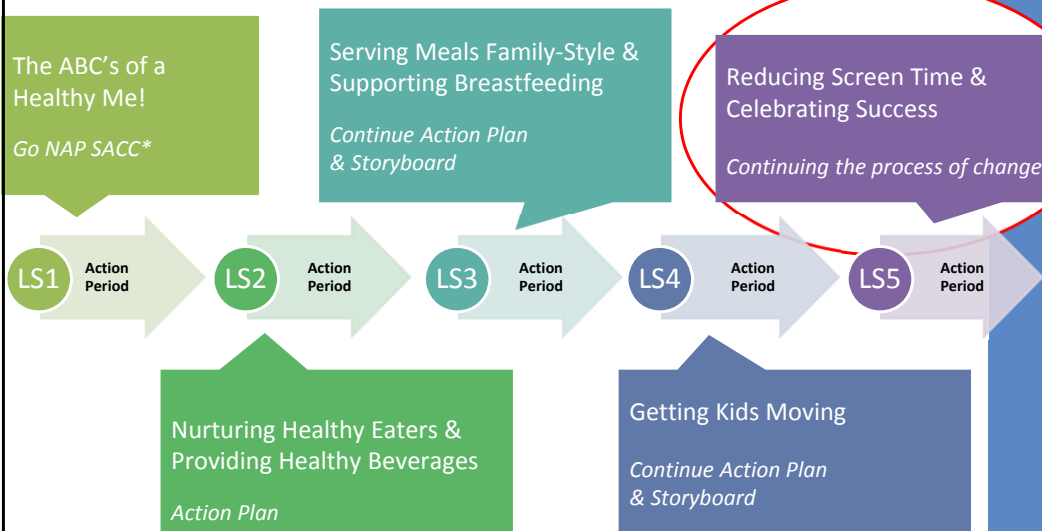 The ABC's of a
Healthy Me!
Go NAP SACC*
Serving Meals Family-Style &
Supporting Breastfeeding
Continue Action Plan
& Storyboard
Reducing Screen Time &
Celebrating Success
Continuing the process of change
LS1
Action
Period
LS2
Action
Period
LS3
Action
Period
LS4
Action
Period
LS5
Action
Period
Nurturing Healthy Eaters &
Providing Healthy Beverages
Action Plan
Getting Kids Moving
Continue Action Plan
& Storyboard